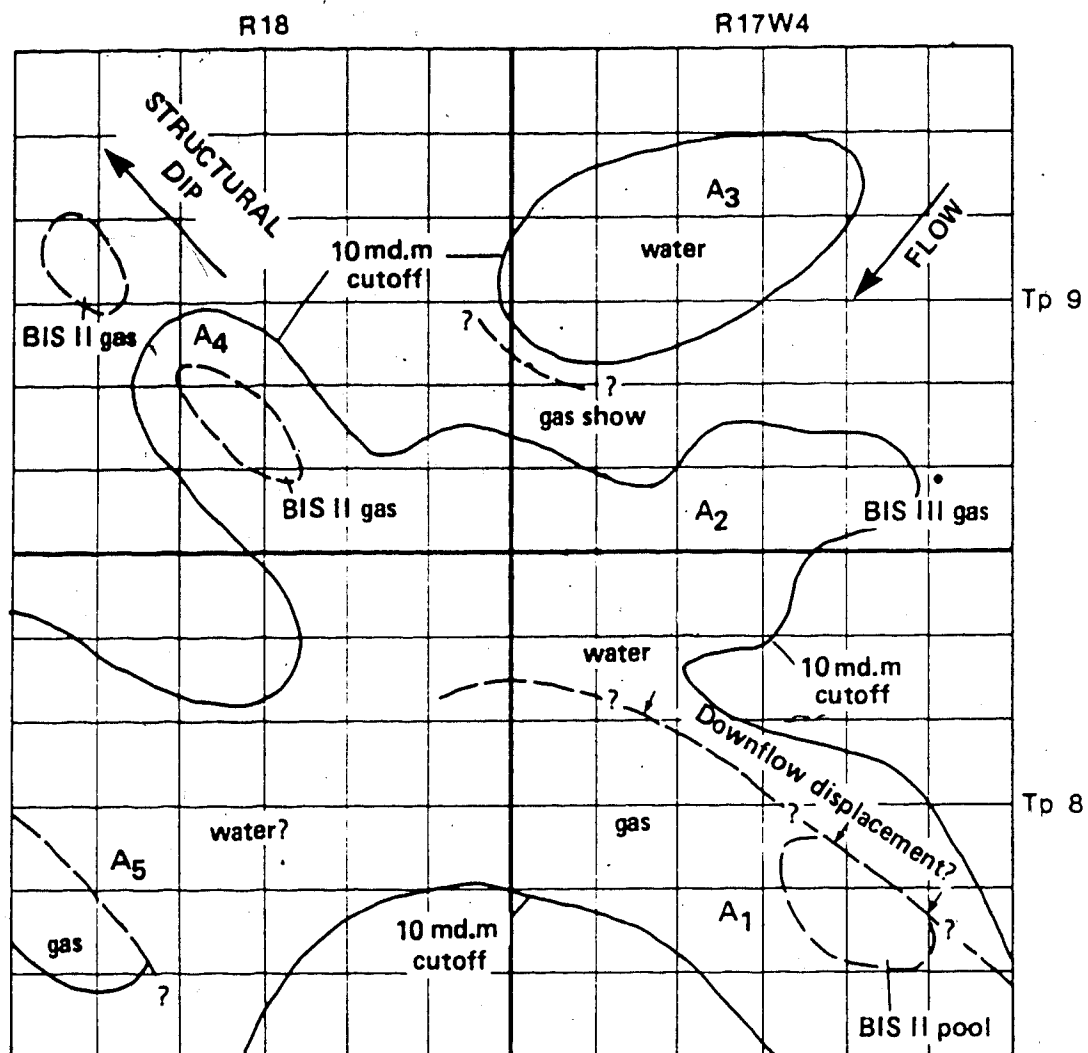 R18
R17W4
STRUCTURAL
DIP
A3
FLOW
water
10 md.m
cutoff
Tp 9
?
BIS II gas
A4
?
gas show
BIS II gas
A2
BIS III gas
water
10 md.m
cutoff
?
Downflow displacement?
Tp 8
water?
gas
?
A5
A1
10 md.m
cutoff
gas
?
?
BIS II pool